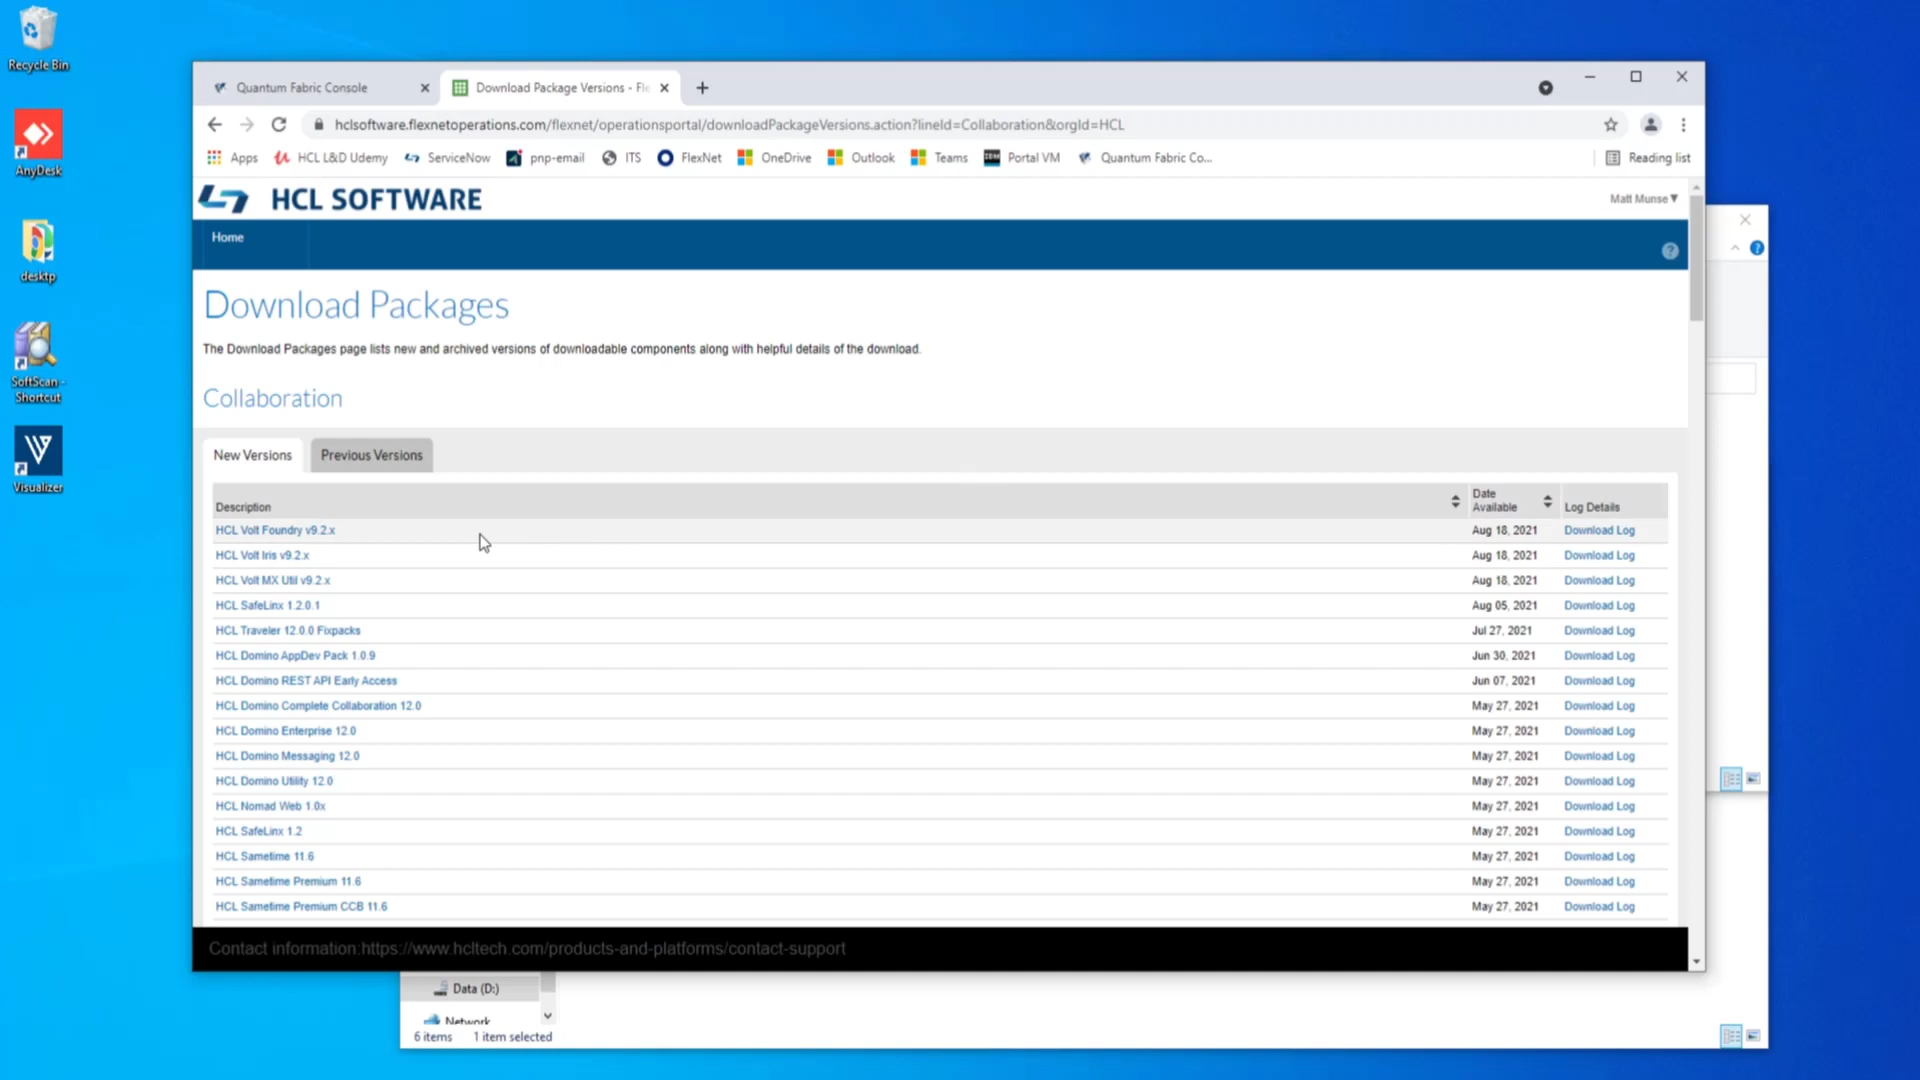 Recycle Bin
AnyDesk
desktp
SoftScan -
Shortcut
Visualizer
Quantum Fabric Console
Download Package Versions - Fle
hclsoftware.flexnetoperations.com/flexnet/operationsportal/downloadPackageVersions.action?lineId=Collaboration&orgId=HCL
Apps HCL L&D Udemy ServiceNow pnp-email ITS FlexNet OneDrive Outlook Teams Portal VM Quantum Fabric Co... Reading list
HCL SOFTWARE
Matt Munse
Home
Download Packages
The Download Packages page lists new and archived versions of downloadable components along with helpful details of the download.
Collaboration
New Versions Previous Versions
Description Date Available Log Details
HCL Volt Foundry v9.2.x Aug 18, 2021 Download Log
HCL Volt Iris v9.2.x Aug 18, 2021 Download Log
HCL Volt MX Util v9.2.x Aug 18, 2021 Download Log
HCL SafeLinx 1.2.0.1 Aug 05, 2021 Download Log
HCL Traveler 12.0.0 Fixpacks Jul 27, 2021 Download Log
HCL Domino AppDev Pack 1.0.9 Jun 30, 2021 Download Log
HCL Domino REST API Early Access Jun 07, 2021 Download Log
HCL Domino Complete Collaboration 12.0 May 27, 2021 Download Log
HCL Domino Enterprise 12.0 May 27, 2021 Download Log
HCL Domino Messaging 12.0 May 27, 2021 Download Log
HCL Domino Utility 12.0 May 27, 2021 Download Log
HCL Nomad Web 1.0x May 27, 2021 Download Log
HCL SafeLinx 1.2 May 27, 2021 Download Log
HCL Sametime 11.6 May 27, 2021 Download Log
HCL Sametime Premium 11.6 May 27, 2021 Download Log
HCL Sametime Premium CCB 11.6 May 27, 2021 Download Log
Contact information:https://www.hcltech.com/products-and-platforms/contact-support
Data (D:)
Network
6 items 1 item selected